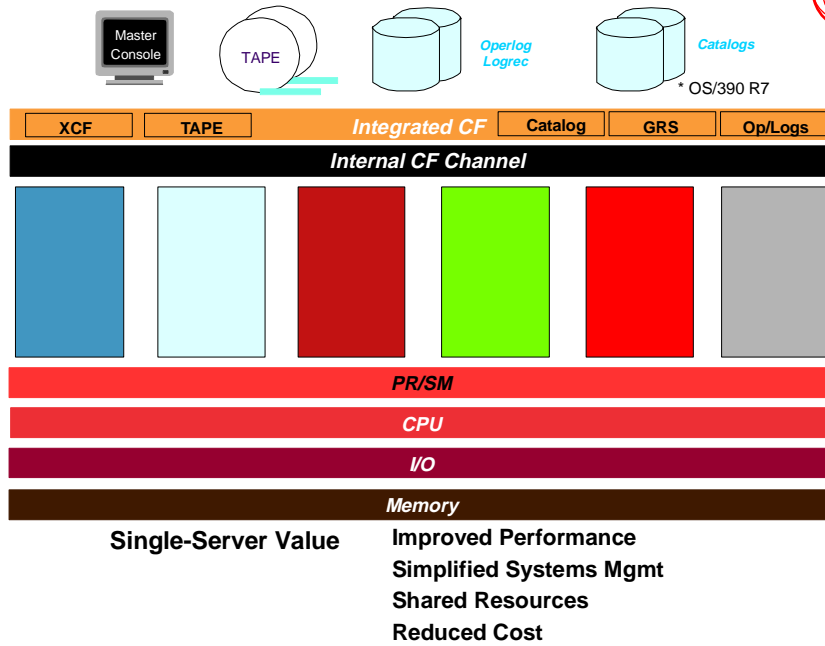 Master
Console
TAPE
Operlog
Logrec
Catalogs
* OS/390 R7
XCF
TAPE
Integrated CF
Catalog
GRS
Op/Logs
Internal CF Channel
PR/SM
CPU
I/O
Memory
Single-Server Value
Improved Performance
Simplified Systems Mgmt
Shared Resources
Reduced Cost